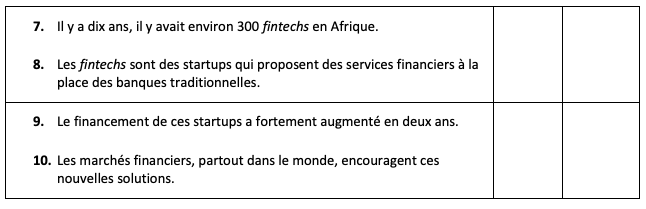 7. Il y a dix ans, il y avait environ 300 fintechs en Afrique.
8. Les fintechs sont des startups qui proposent des services financiers à la
place des banques traditionnelles.
9. Le financement de ces startups a fortement augmenté en deux ans.
10. Les marchés financiers, partout dans le monde, encouragent ces
nouvelles solutions.